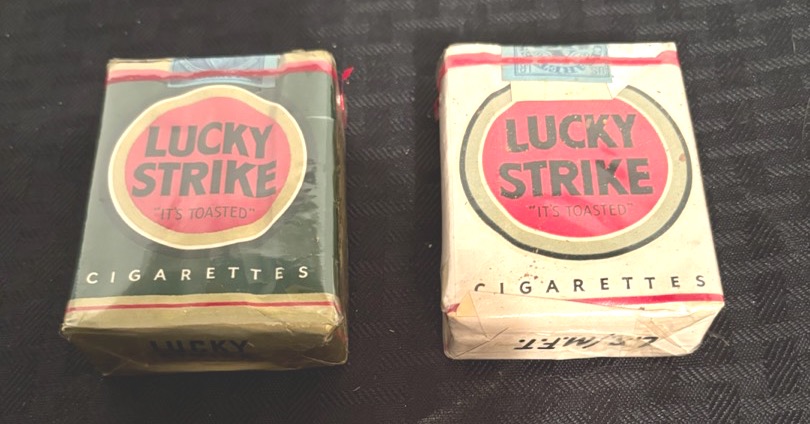 LUCKY
STRIKE
"IT'S TOASTED"
CIGARETTES
LUCKY
LUCKY
STRIKE
"IT'S TOASTED"
CIGARETTES
L.S./M.F.T.